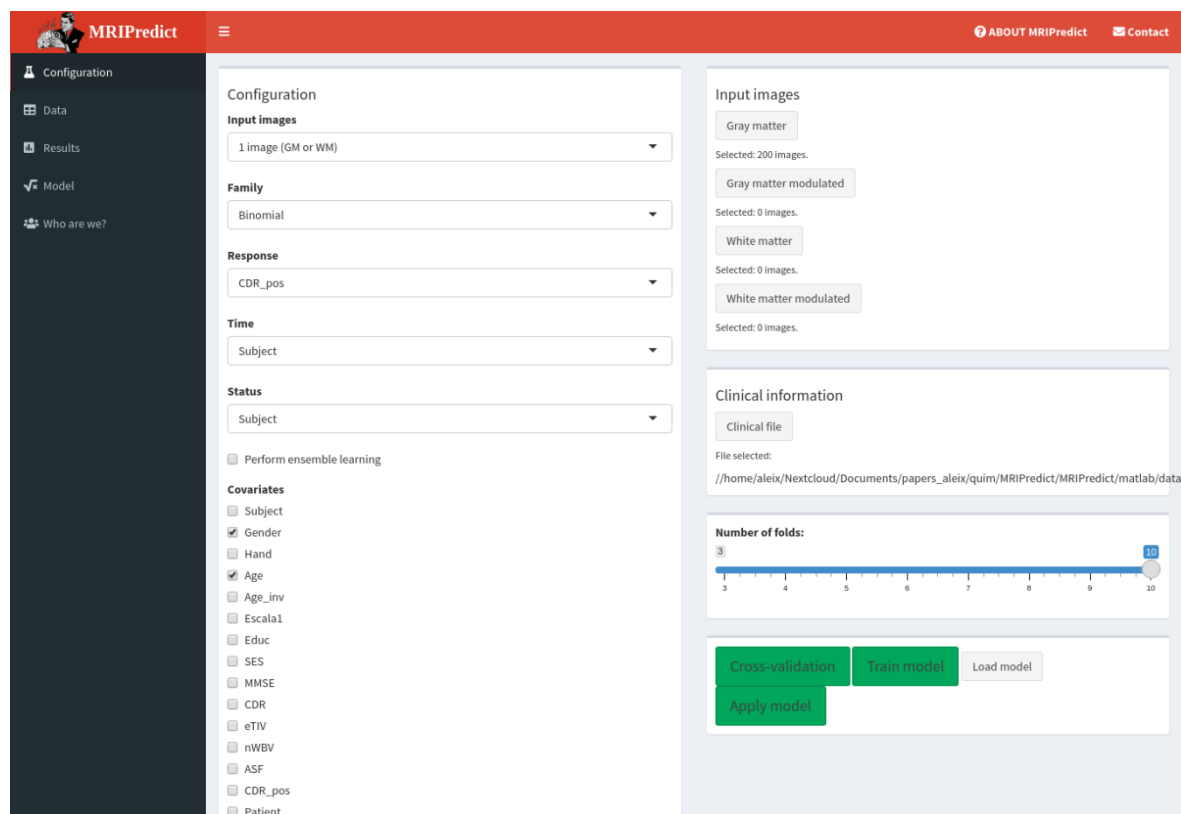 MRIPredict
ABOUT MRIPredict
Contact
Configuration
Data
Results
Model
Who are we?
Configuration
Input images
1 image (GM or WM)
Family
Binomial
Response
CDR_pos
Time
Subject
Status
Subject
Perform ensemble learning
Covariates
Subject
Gender
Hand
Age
Age_inv
Escala1
Educ
SES
MMSE
CDR
eTIV
nWBV
ASF
CDR_pos
Patient
Input images
Gray matter
Selected: 200 images.
Gray matter modulated
Selected: 0 images.
White matter
Selected: 0 images.
White matter modulated
Selected: 0 images.
Clinical information
Clinical file
File selected:
//home/aleix/Nextcloud/Documents/papers_aleix/quim/MRIPredict/MRIPredict/matlab/data
Number of folds:
3 10
3 4 5 6 7 8 9 10
Cross-validation Train model Load model
Apply model